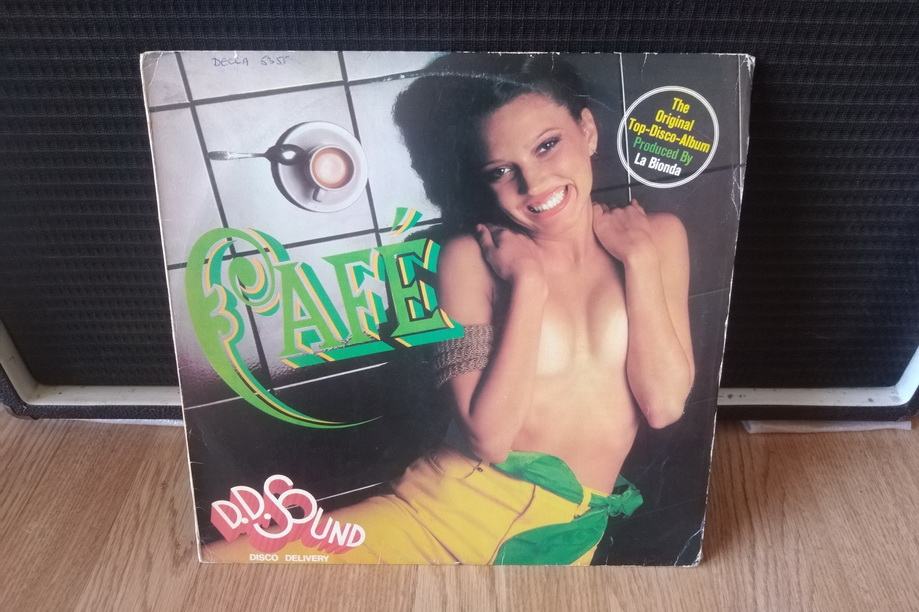 DECCA 5355
The
Original
Top-Disco-Album
Produced By
La Bionda
CAFÉ
D.D. SOUND
DISCO DELIVERY